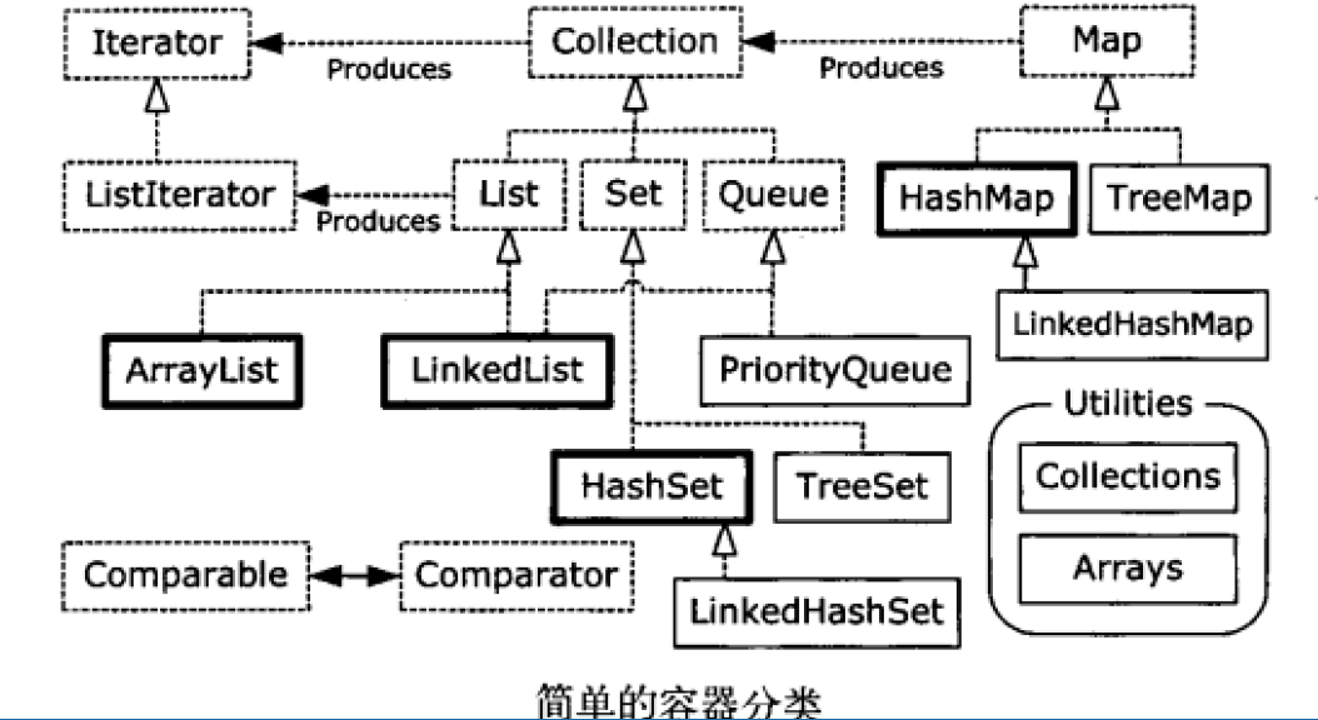 Iterator
Collection
Map
Produces
Produces
ListIterator
List
Set
Queue
HashMap
TreeMap
Produces
ArrayList
LinkedList
PriorityQueue
LinkedHashMap
Utilities
Collections
Arrays
HashSet
TreeSet
Comparable
Comparator
LinkedHashSet
简单的容器分类